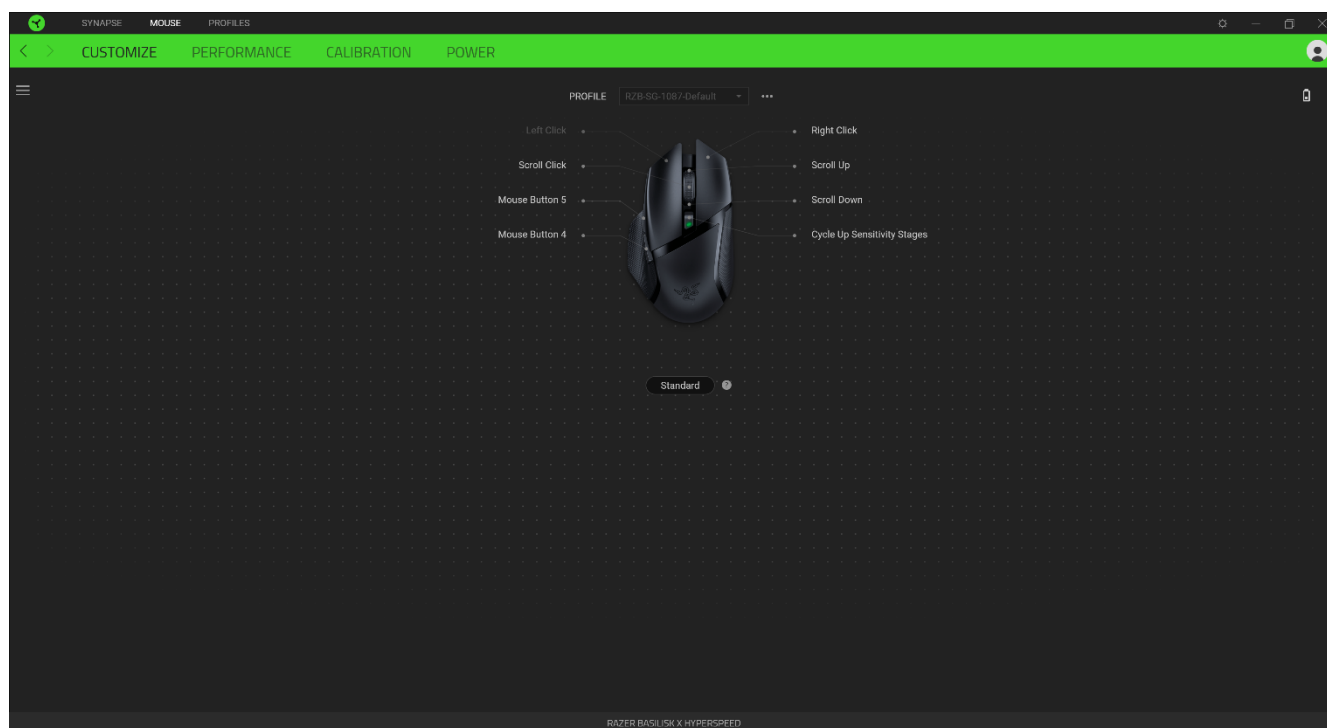 SYNAPSE MOUSE PROFILES
CUSTOMIZE PERFORMANCE CALIBRATION POWER
PROFILE RZB-SG-1087-Default
Left Click Right Click
Scroll Click Scroll Up
Mouse Button 5 Scroll Down
Mouse Button 4 Cycle Up Sensitivity Stages
Standard ?
RAZER BASILISK X HYPERSPEED